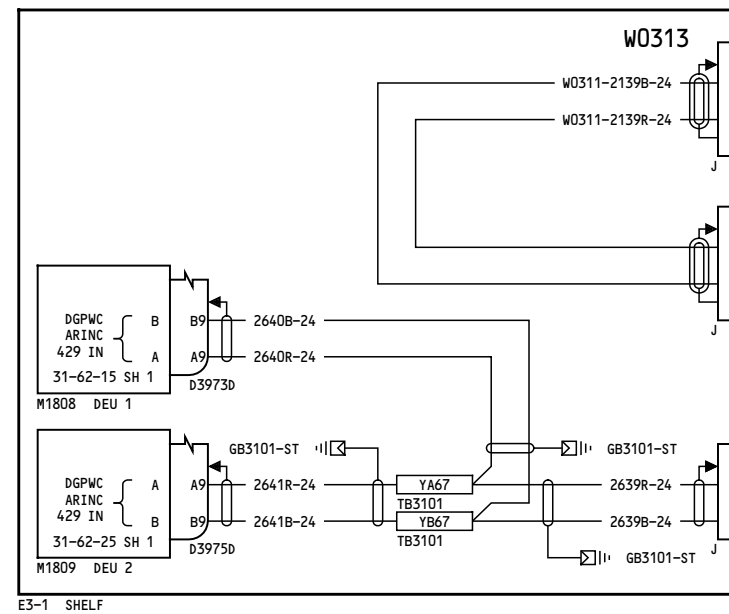 W0313
W0311-2139B-24
W0311-2139R-24
J
J
DGPWC
ARINC
429 IN
B
A
B9
A9
2640B-24
2640R-24
31-62-15 SH 1
D3973D
M1808 DEU 1
GB3101-ST
GB3101-ST
DGPWC
ARINC
429 IN
A
B
A9
B9
2641R-24
2641B-24
YA67
TB3101
YB67
TB3101
2639R-24
2639B-24
31-62-25 SH 1
D3975D
J
GB3101-ST
M1809 DEU 2
E3-1 SHELF